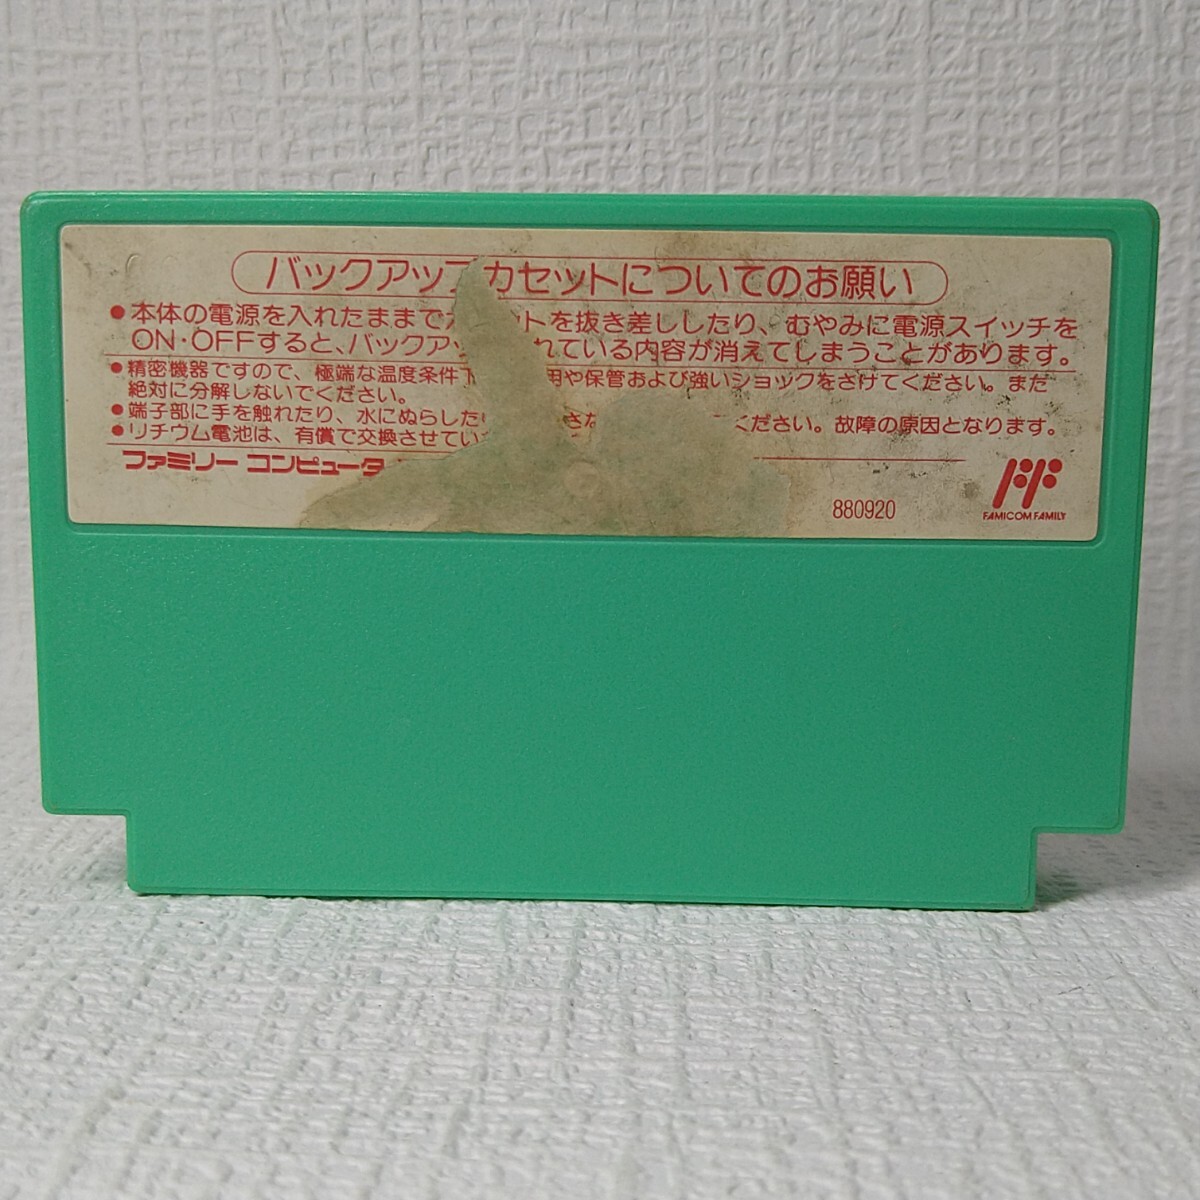 バックアップカセットについてのお願い
●本体の電源を入れたままでカ ットを抜き差ししたり、むやみに電源スイッチを
ON・OFFすると、バックアッ れている内容が消えてしまうことがあります。
●精密機器ですので、極端な温度条件下 用や保管および強いショックをさけてください。また
絶対に分解しないでください。
●端子部に手を触れたり、水にぬらした ください。故障の原因となります。
●リチウム電池は、有償で交換させてい
ファミリー コンピュータ
880920
FAMICOM FAMILY